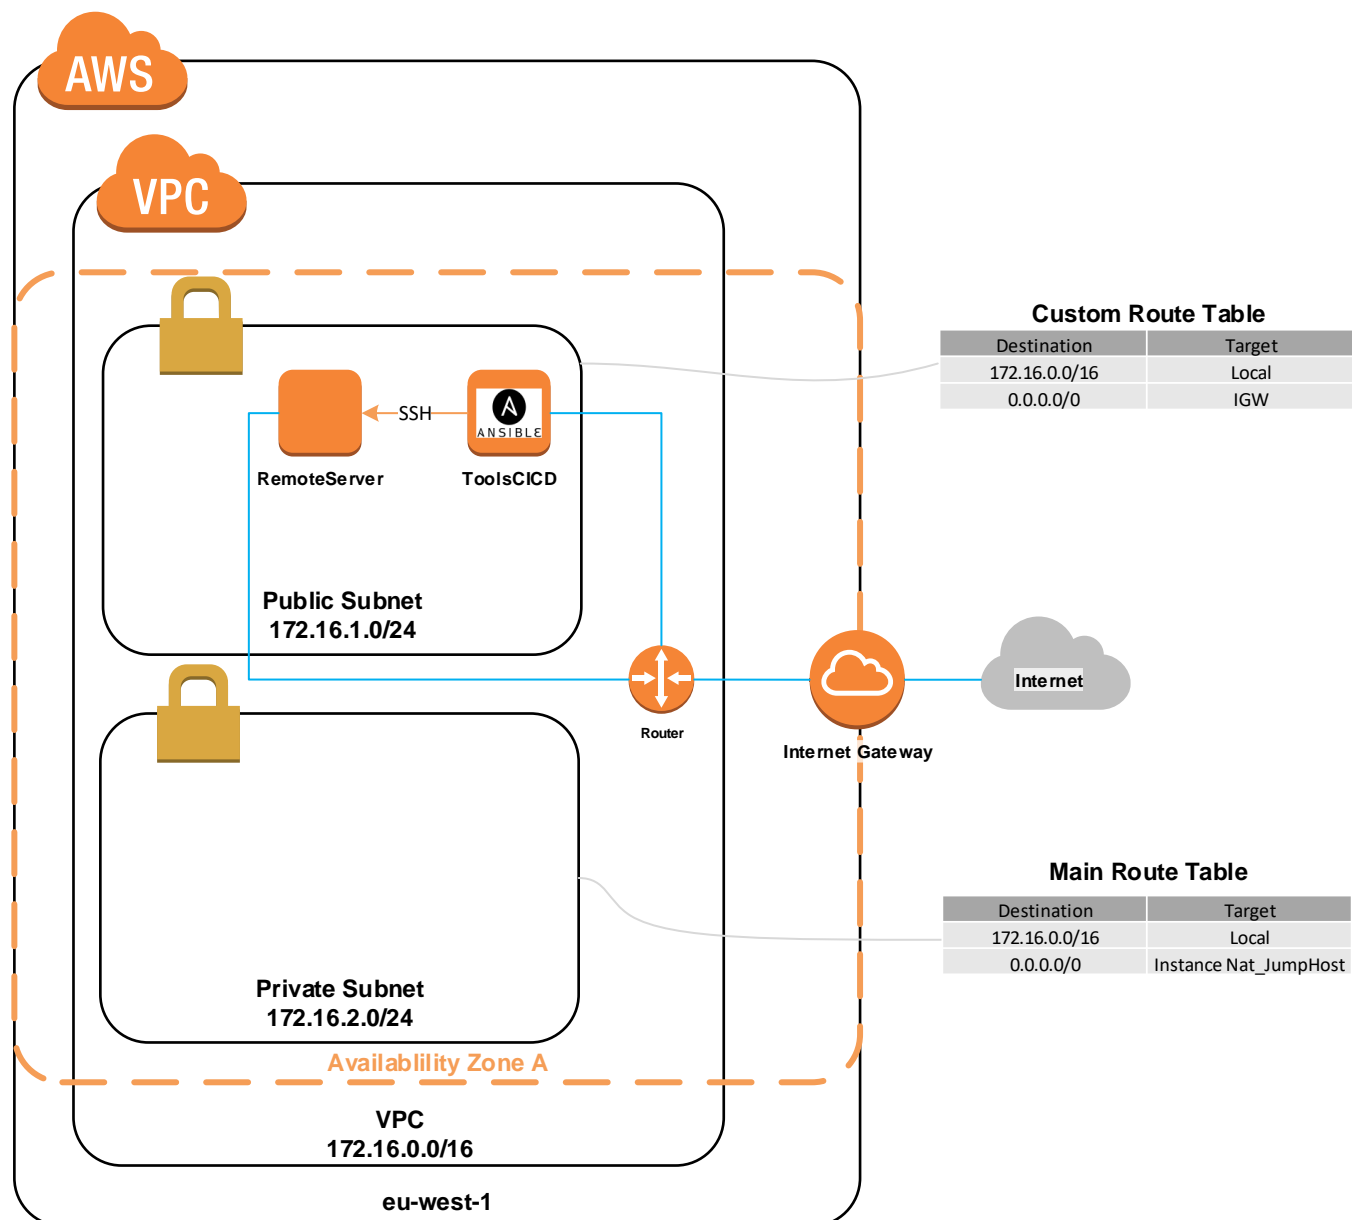 AWS
VPC
Custom Route Table
Destination Target
172.16.0.0/16 Local
0.0.0.0/0 IGW
SSH
ANSIBLE
RemoteServer
ToolsCICD
Public Subnet
172.16.1.0/24
Router
Internet Gateway
Internet
Main Route Table
Destination Target
172.16.0.0/16 Local
0.0.0.0/0 Instance Nat_JumpHost
Private Subnet
172.16.2.0/24
Availablility Zone A
VPC
172.16.0.0/16
eu-west-1